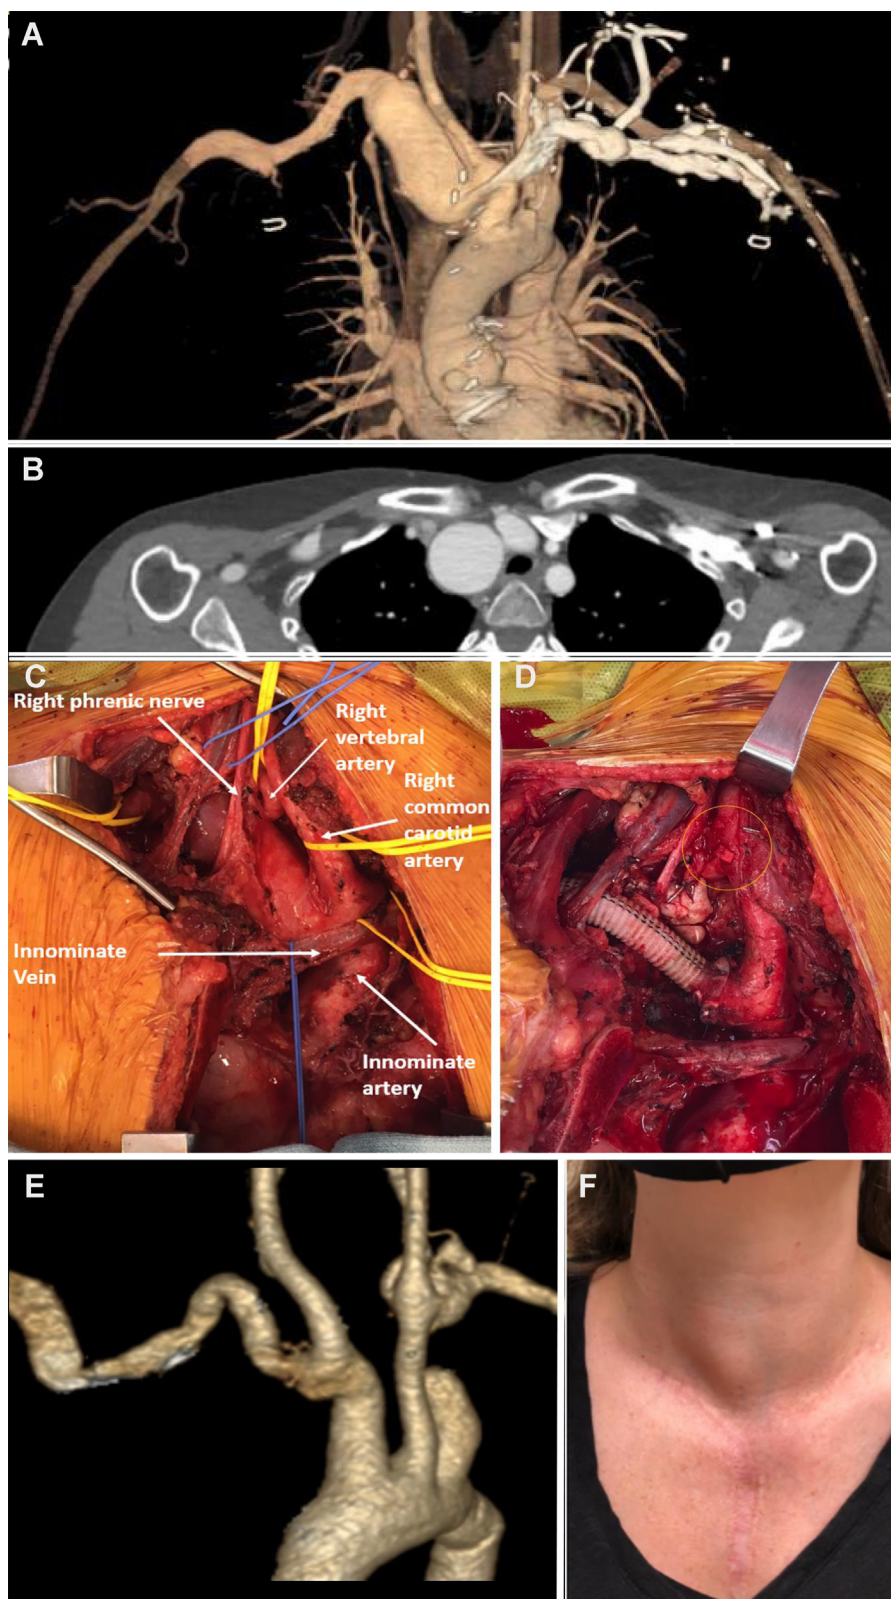 A
B
C
Right phrenic nerve
Right
vertebral
artery
Right
common
carotid
artery
Innominate
Vein
Innominate
artery
D
E
F